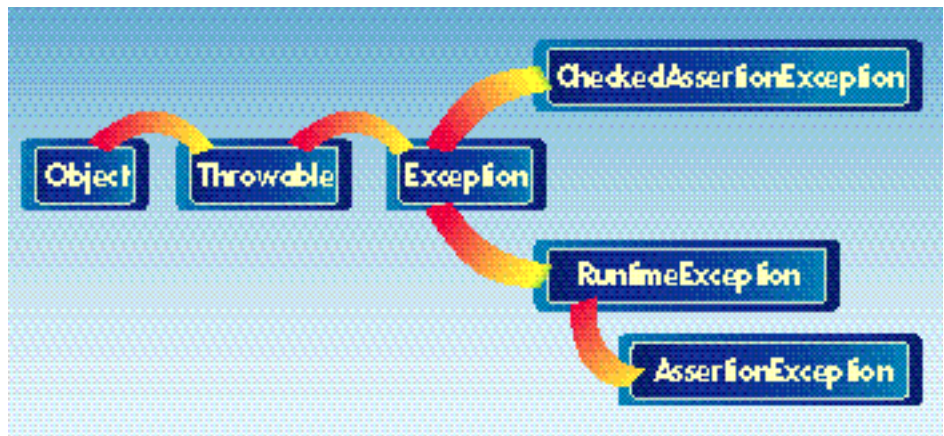 CheckedAssertionException
Object
Throwable
Exception
RuntimeException
AssertionException